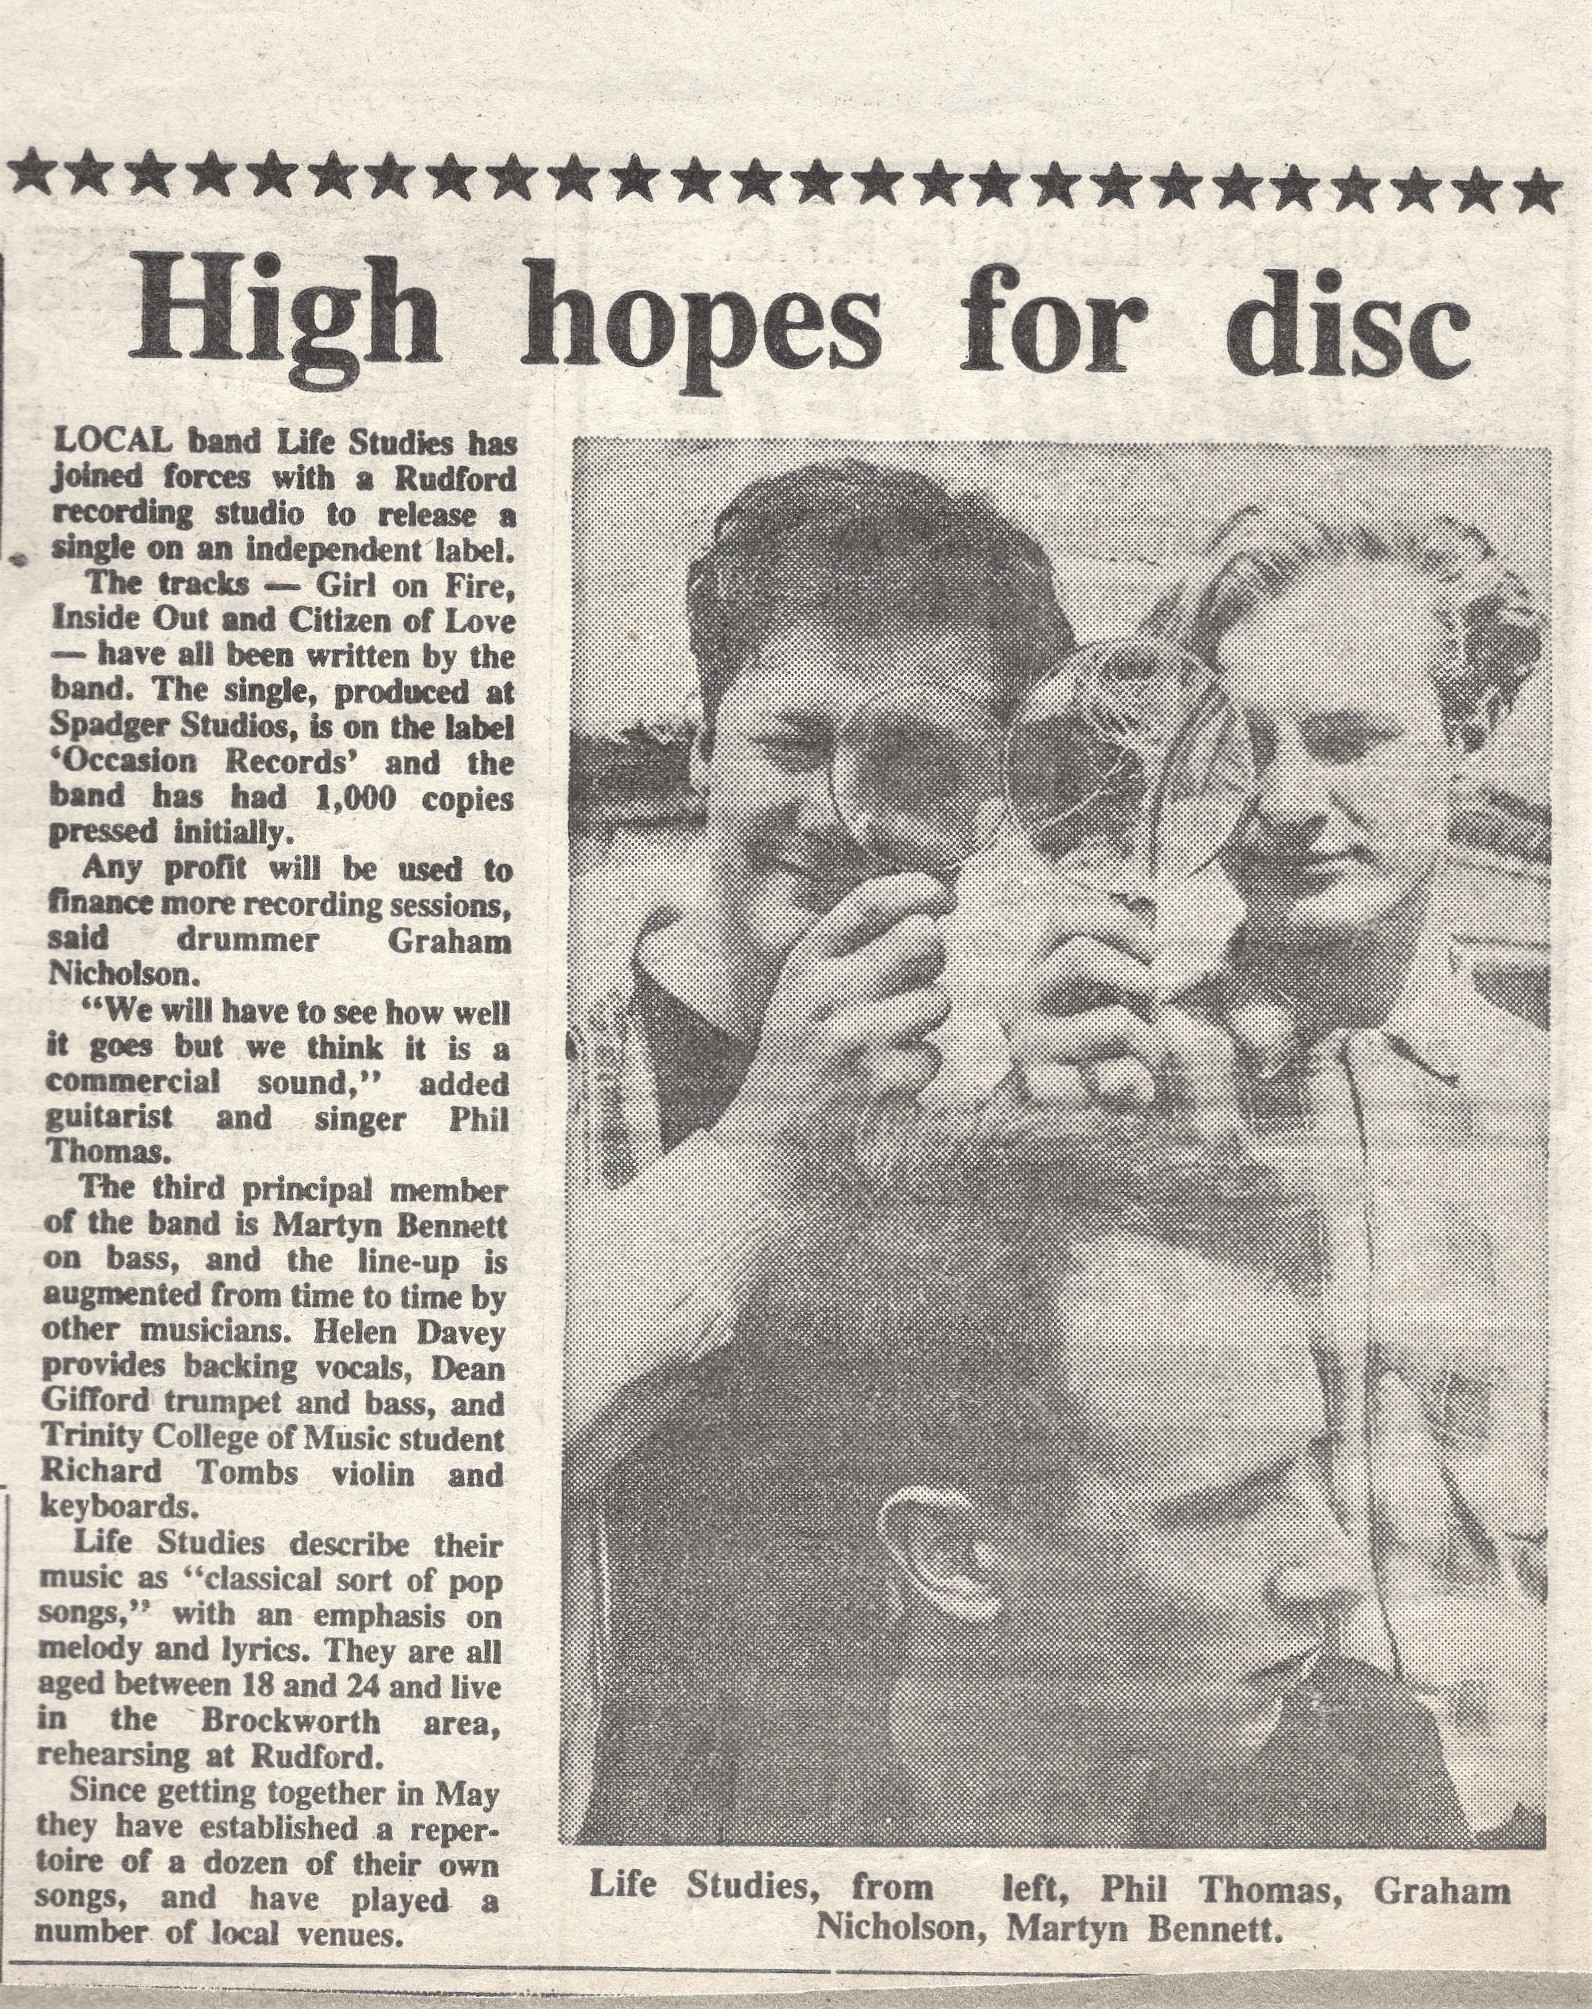 High hopes for disc
LOCAL band Life Studies has
joined forces with a Rudford
recording studio to release a
single on an independent label.
The tracks — Girl on Fire,
Inside Out and Citizen of Love
— have all been written by the
band. The single, produced at
Spadger Studios, is on the label
‘Occasion Records’ and the
band has had 1,000 copies
pressed initially.
Any profit will be used to
finance more recording sessions,
said drummer Graham
Nicholson.
“We will have to see how well
it goes but we think it is a
commercial sound,” added
guitarist and singer Phil
Thomas.
The third principal member
of the band is Martyn Bennett
on bass, and the line-up is
augmented from time to time by
other musicians. Helen Davey
provides backing vocals, Dean
Gifford trumpet and bass, and
Trinity College of Music student
Richard Tombs violin and
keyboards.
Life Studies describe their
music as “classical sort of pop
songs,” with an emphasis on
melody and lyrics. They are all
aged between 18 and 24 and live
in the Brockworth area,
rehearsing at Rudford.
Since getting together in May
they have established a reper-
toire of a dozen of their own
songs, and have played a
number of local venues.
Life Studies, from left, Phil Thomas, Graham
Nicholson, Martyn Bennett.